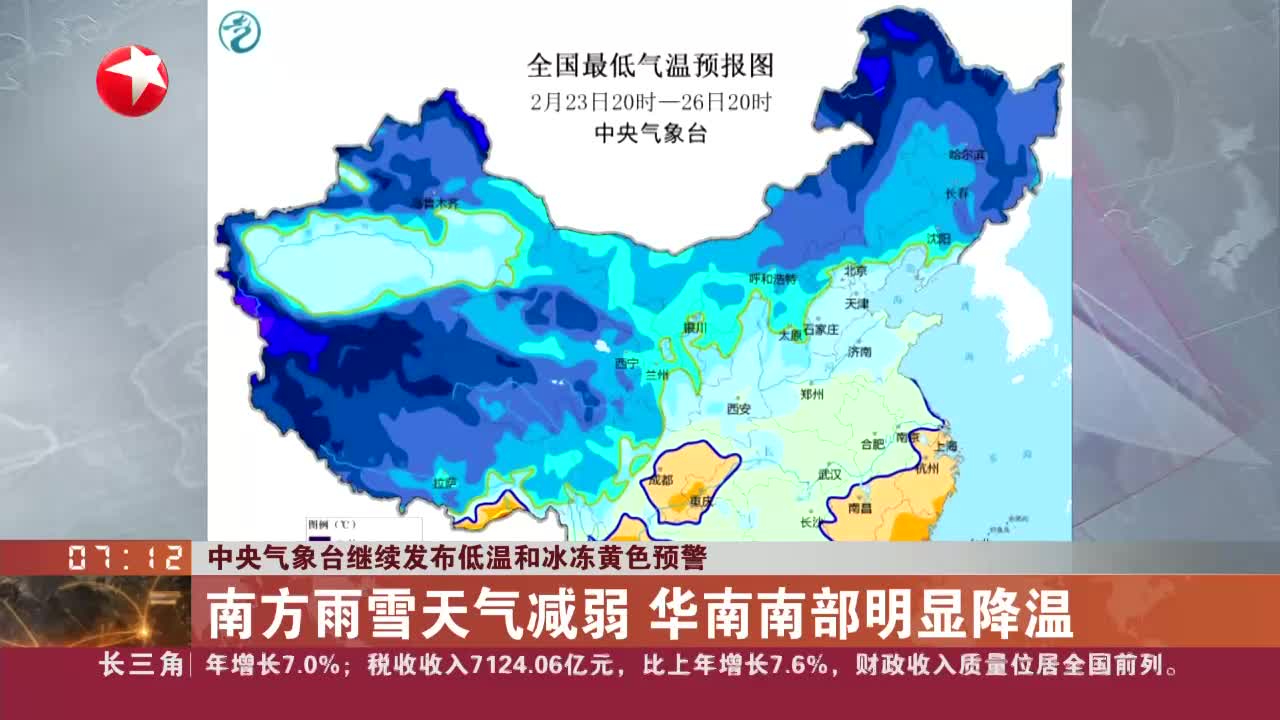 全国最低气温预报图
2月23日20时—26日20时
中央气象台
哈尔滨
长春
乌鲁木齐
沈阳
北京
呼和浩特
天津
银川
石家庄
太原
济南
西宁
兰州
郑州
西安
合肥
南京
上海
杭州
武汉
成都
拉萨
重庆
南昌
长沙
图例（℃）
07:12
中央气象台继续发布低温和冰冻黄色预警
南方雨雪天气减弱 华南南部明显降温
长三角
年增长7.0%；税收收入7124.06亿元，比上年增长7.6%，财政收入质量位居全国前列。